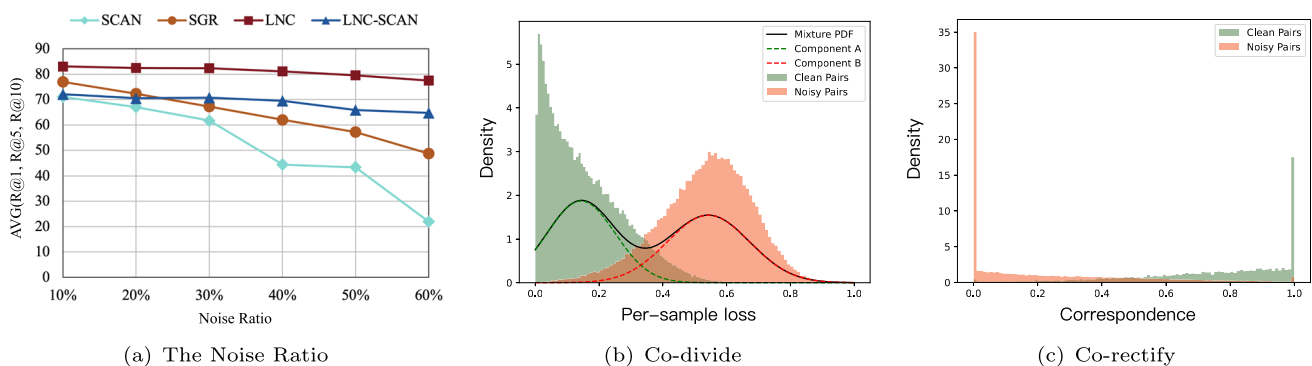 SCAN SGR LNC LNC-SCAN
AVG(R@1, R@5, R@10)
90
80
70
60
50
40
30
20
10
0
10% 20% 30% 40% 50% 60%
Noise Ratio
(a) The Noise Ratio
Mixture PDF
Component A
Component B
Clean Pairs
Noisy Pairs
Density
5
4
3
2
1
0
0.0 0.2 0.4 0.6 0.8 1.0
Per-sample loss
(b) Co-divide
Clean Pairs
Noisy Pairs
Density
35
30
25
20
15
10
5
0
0.0 0.2 0.4 0.6 0.8 1.0
Correspondence
(c) Co-rectify